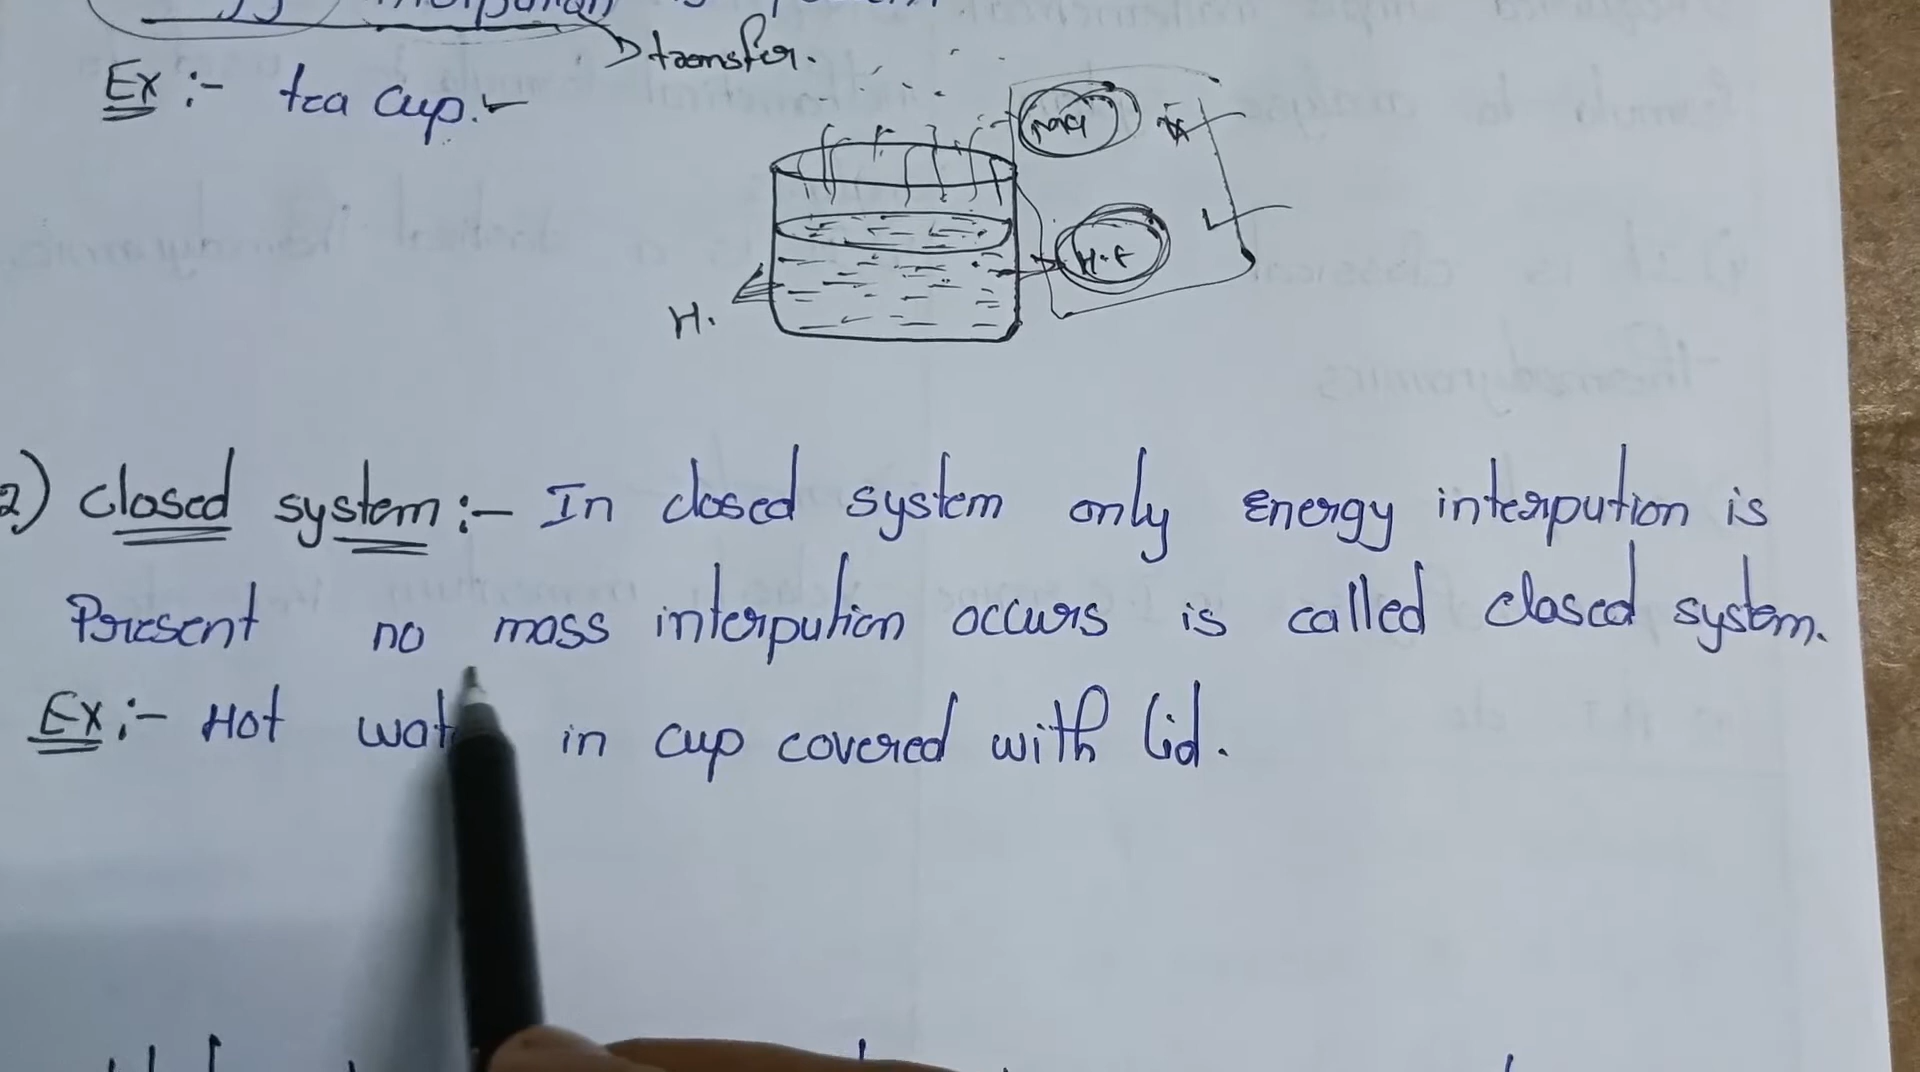 transfer.
Ex :- tea cup.
H.F
H.
2) closed system :- In closed system only energy interpution is
Present no mass interpution occurs is called closed system.
Ex :- Hot in cup covered with lid.